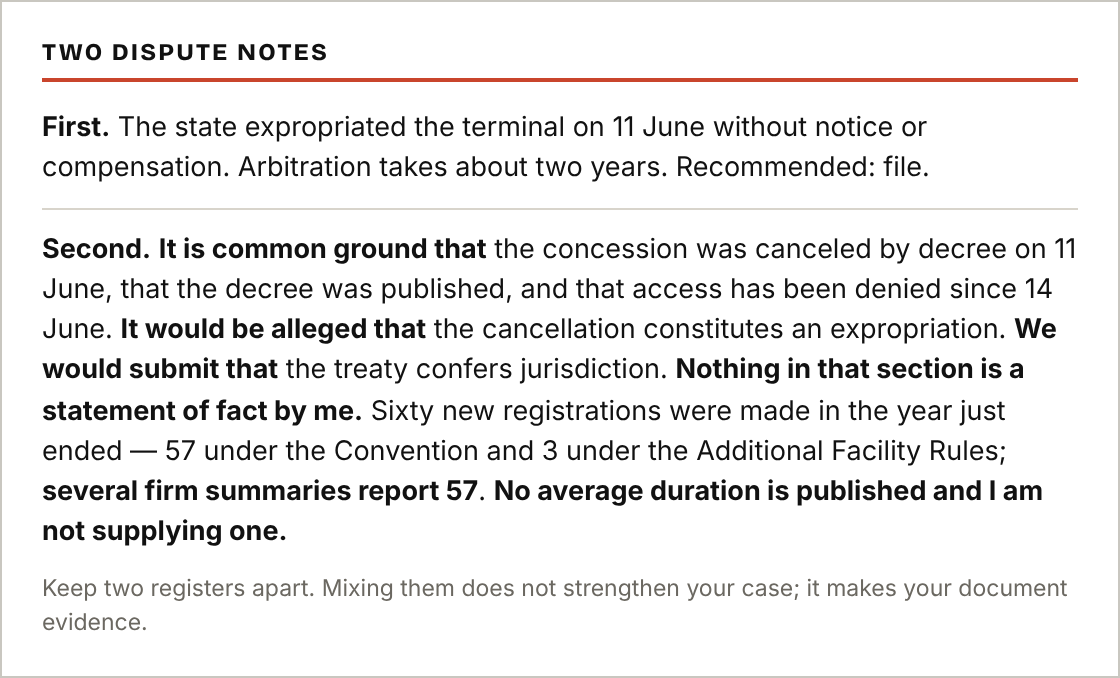 TWO DISPUTE NOTES
First. The state expropriated the terminal on 11 June without notice or
compensation. Arbitration takes about two years. Recommended: file.
Second. It is common ground that the concession was canceled by decree on 11
June, that the decree was published, and that access has been denied since 14
June. It would be alleged that the cancellation constitutes an expropriation. We
would submit that the treaty confers jurisdiction. Nothing in that section is a
statement of fact by me. Sixty new registrations were made in the year just
ended — 57 under the Convention and 3 under the Additional Facility Rules;
several firm summaries report 57. No average duration is published and I am
not supplying one.
Keep two registers apart. Mixing them does not strengthen your case; it makes your document
evidence.